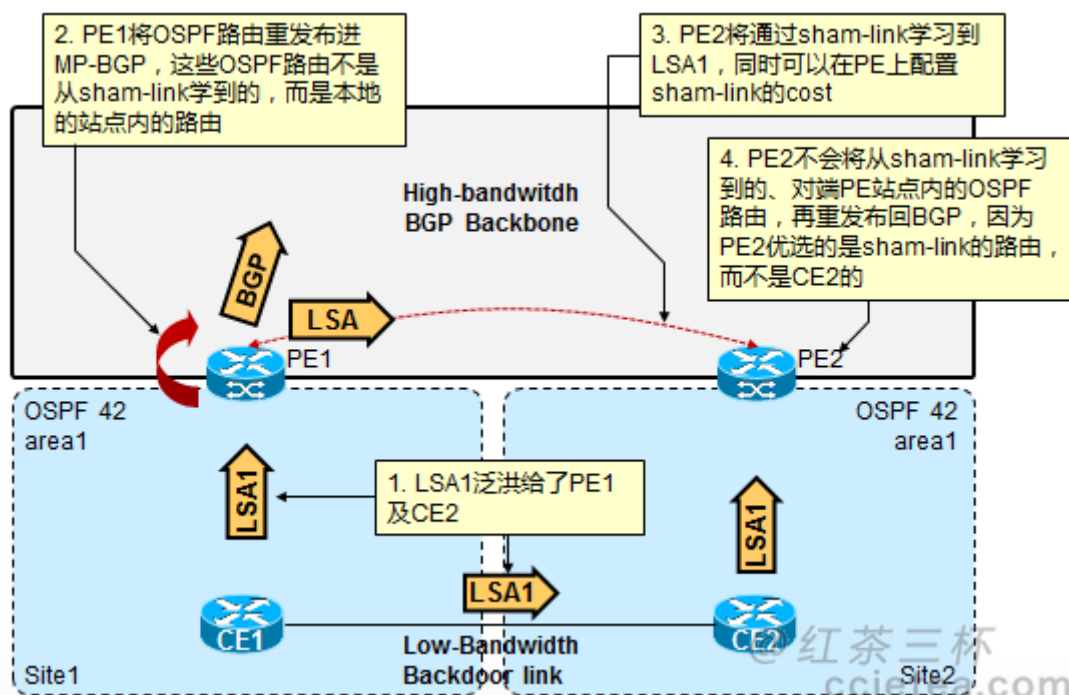 2. PE1将OSPF路由重发布进
MP-BGP，这些OSPF路由不是
从sham-link学到的，而是本地
的站点内的路由
3. PE2将通过sham-link学习到
LSA1，同时可以在PE上配置
sham-link的cost
4. PE2不会将从sham-link学习
到的、对端PE站点内的OSPF
路由，再重发布回BGP，因为
PE2优选的是sham-link的路由，
而不是CE2的
High-bandwitdh
BGP Backbone
BGP
LSA
PE1
PE2
OSPF 42
area1
OSPF 42
area1
LSA1
1. LSA1泛洪给了PE1
及CE2
LSA1
LSA1
CE1
CE2
Low-Bandwidth
Backdoor link
Site1
Site2
@红茶三杯
ccietea.com